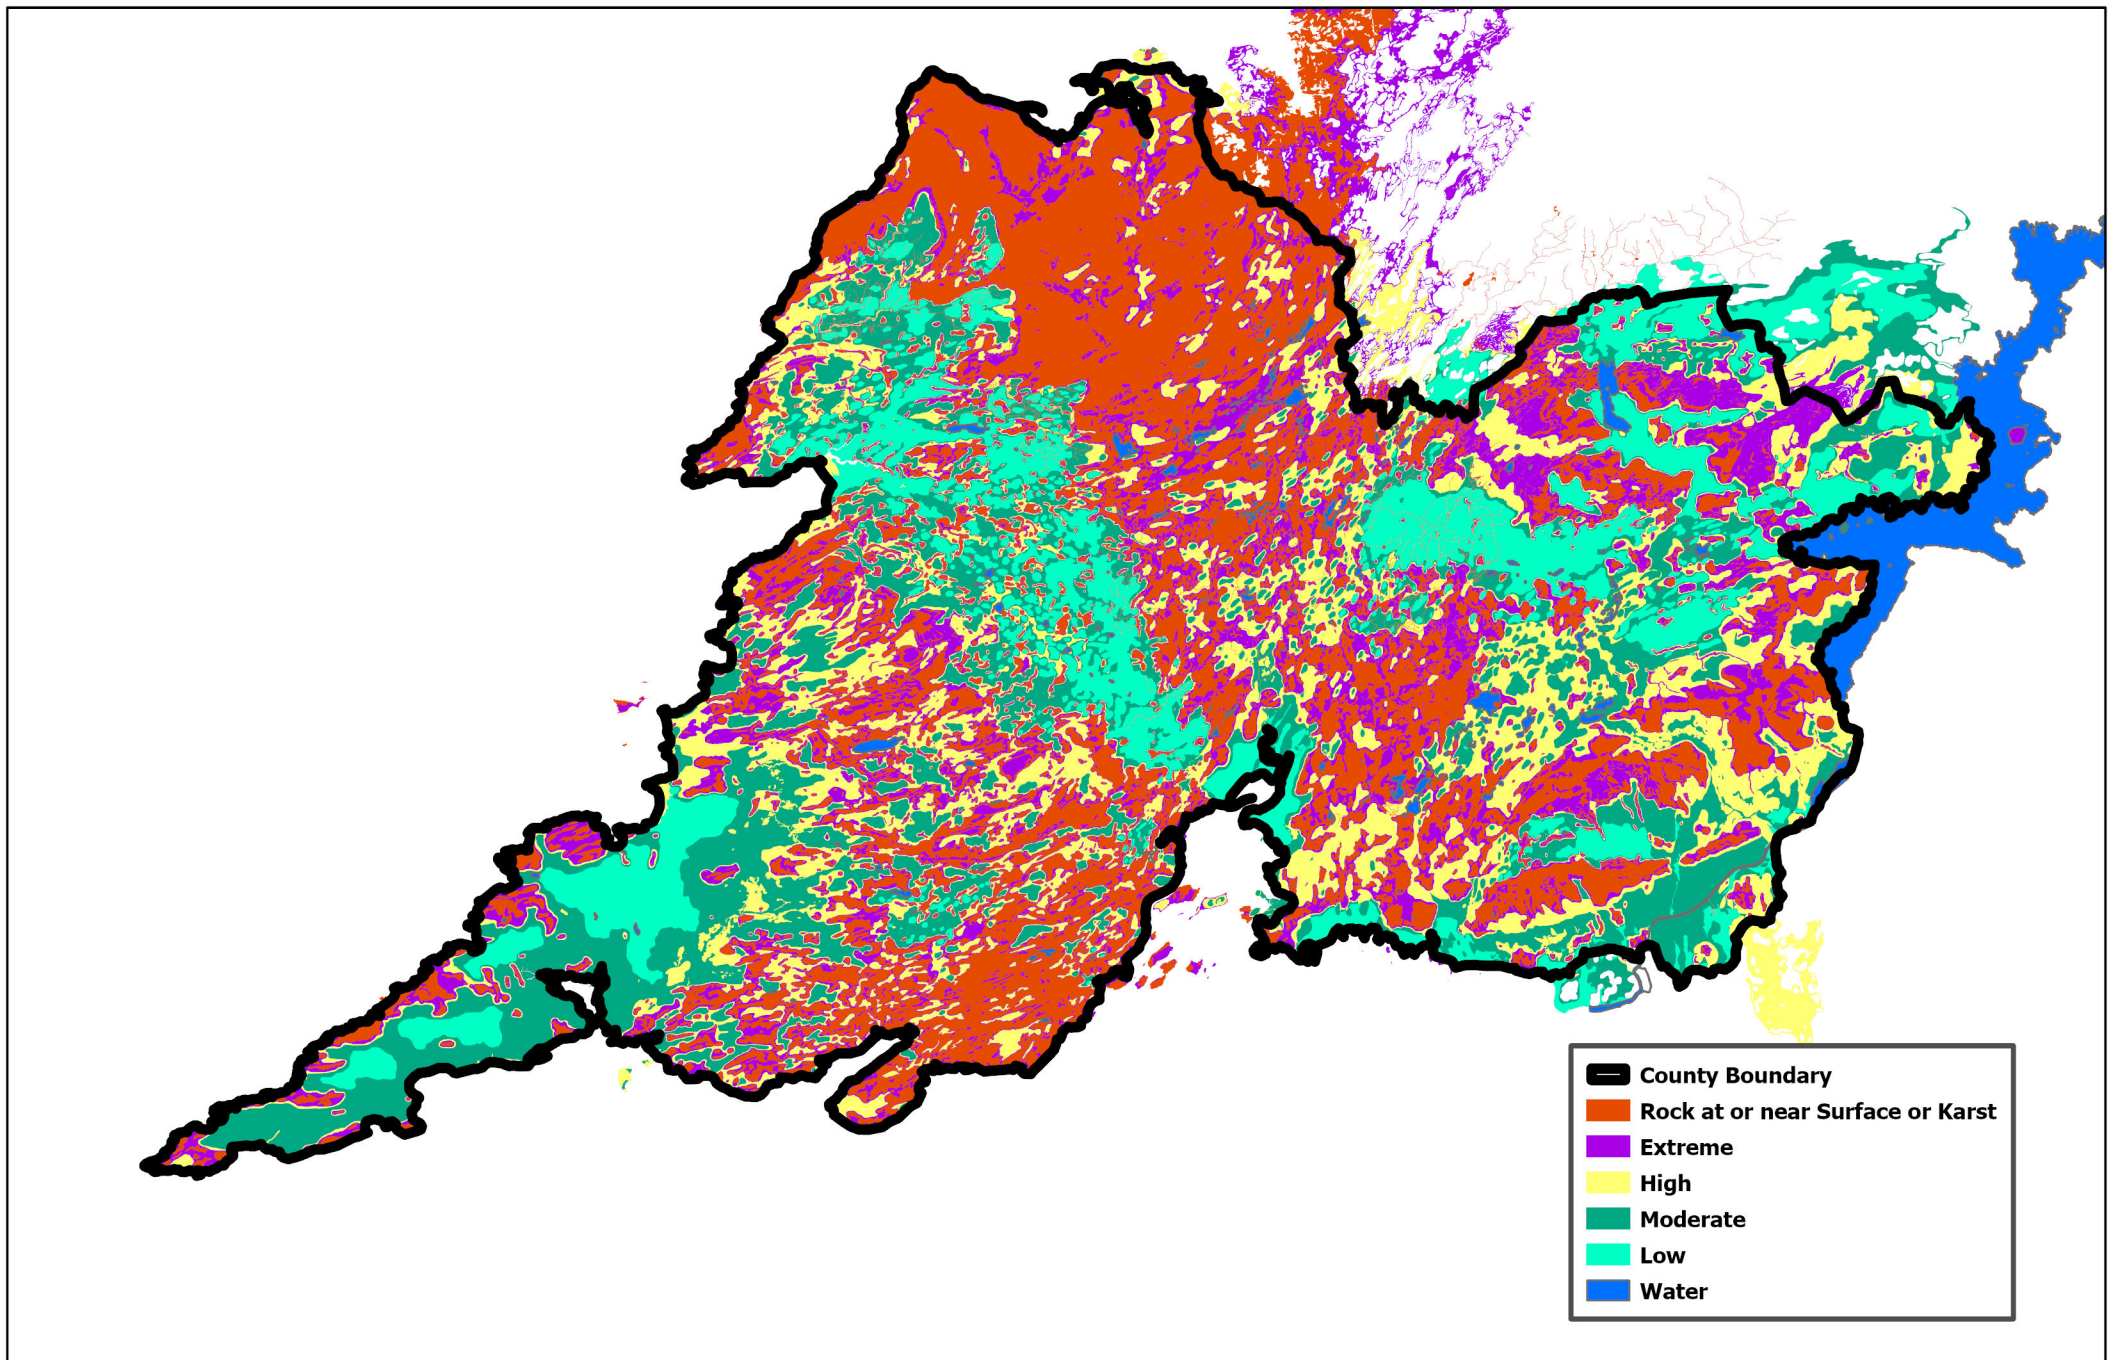 County Boundary
Rock at or near Surface or Karst
Extreme
High
Moderate
Low
Water